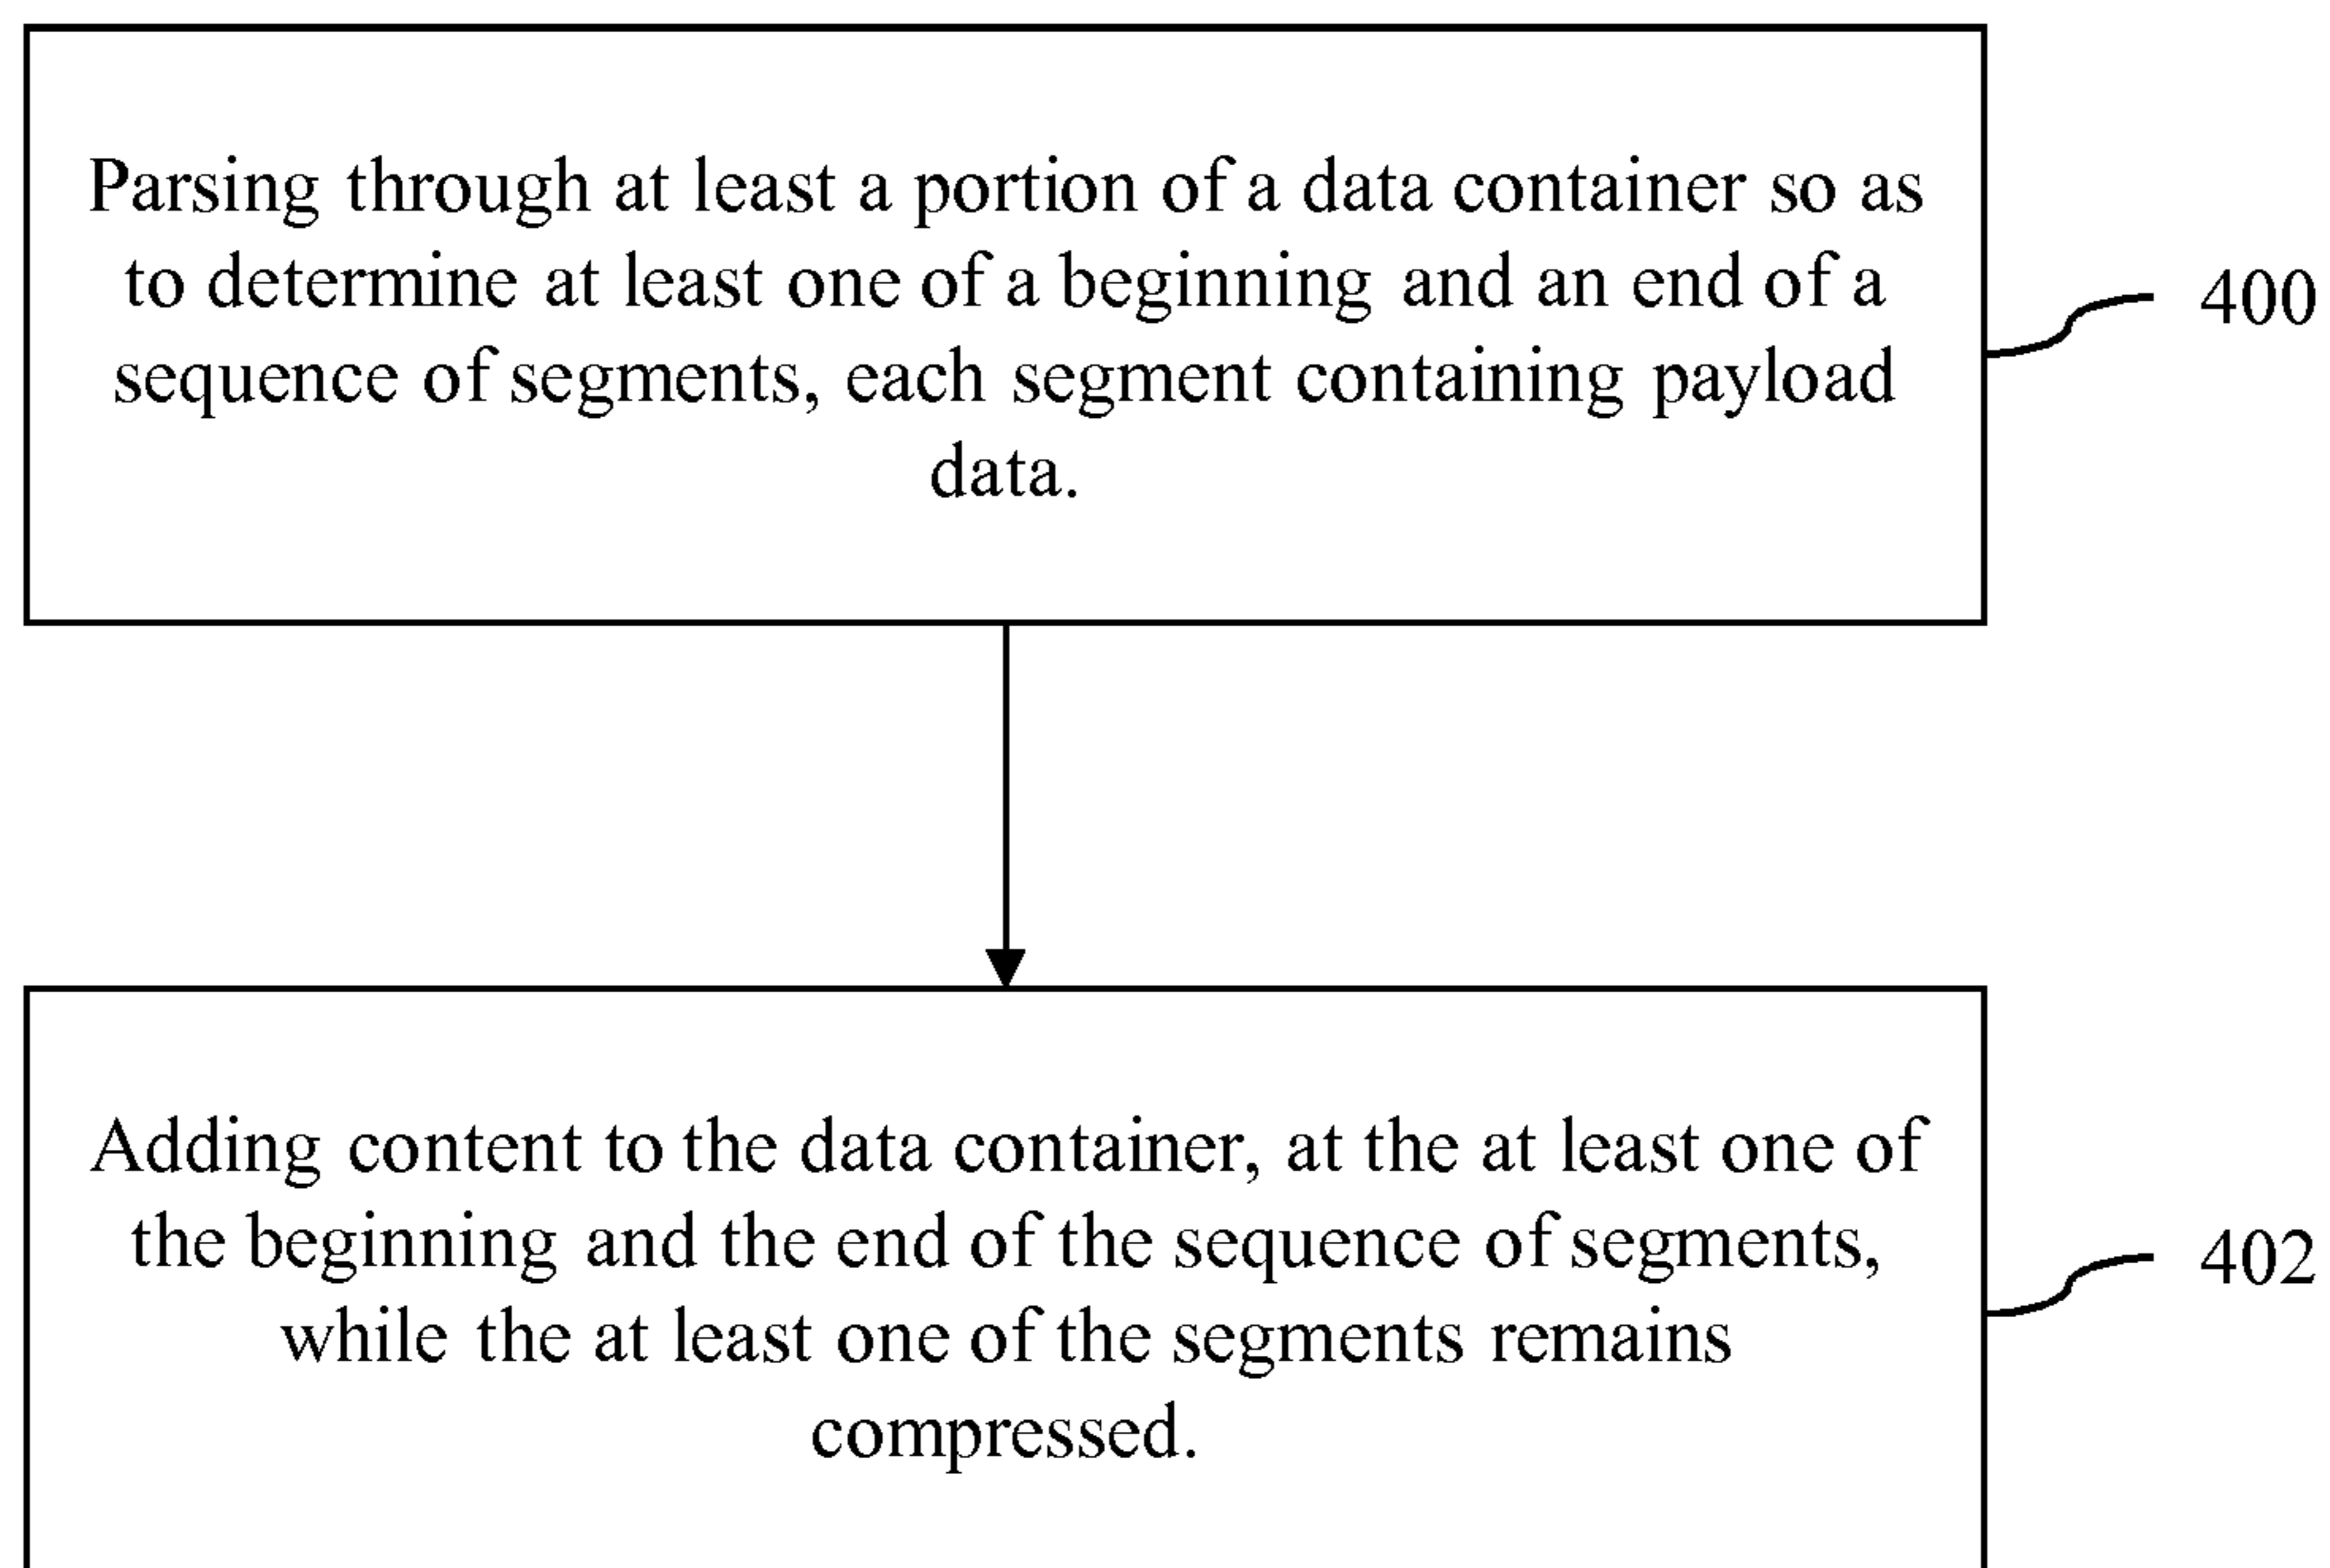 Parsing through at least a portion of a data container so as
to determine at least one of a beginning and an end of a
sequence of segments, each segment containing payload
data.
400
Adding content to the data container, at the at least one of
the beginning and the end of the sequence of segments,
while the at least one of the segments remains
compressed.
402